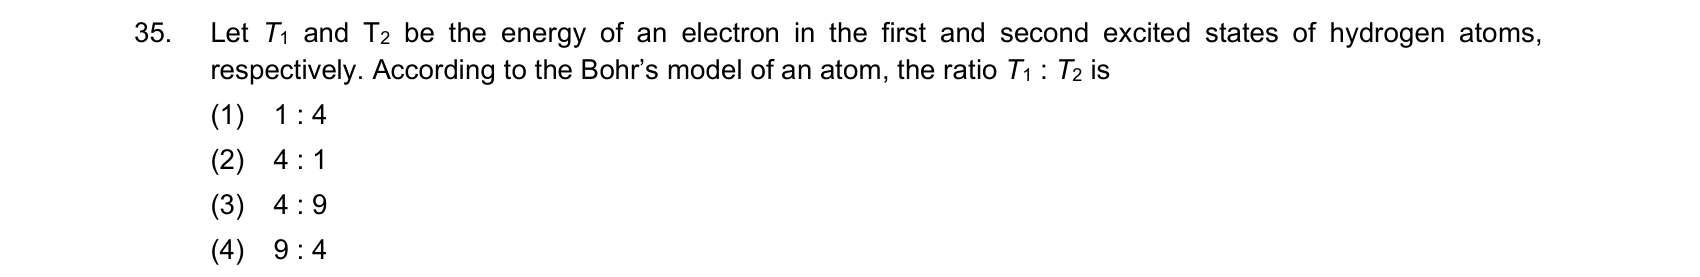 35. Let T₁ and T₂ be the energy of an electron in the first and second excited states of hydrogen atoms,
respectively. According to the Bohr’s model of an atom, the ratio T₁ : T₂ is
(1) 1 : 4
(2) 4 : 1
(3) 4 : 9
(4) 9 : 4